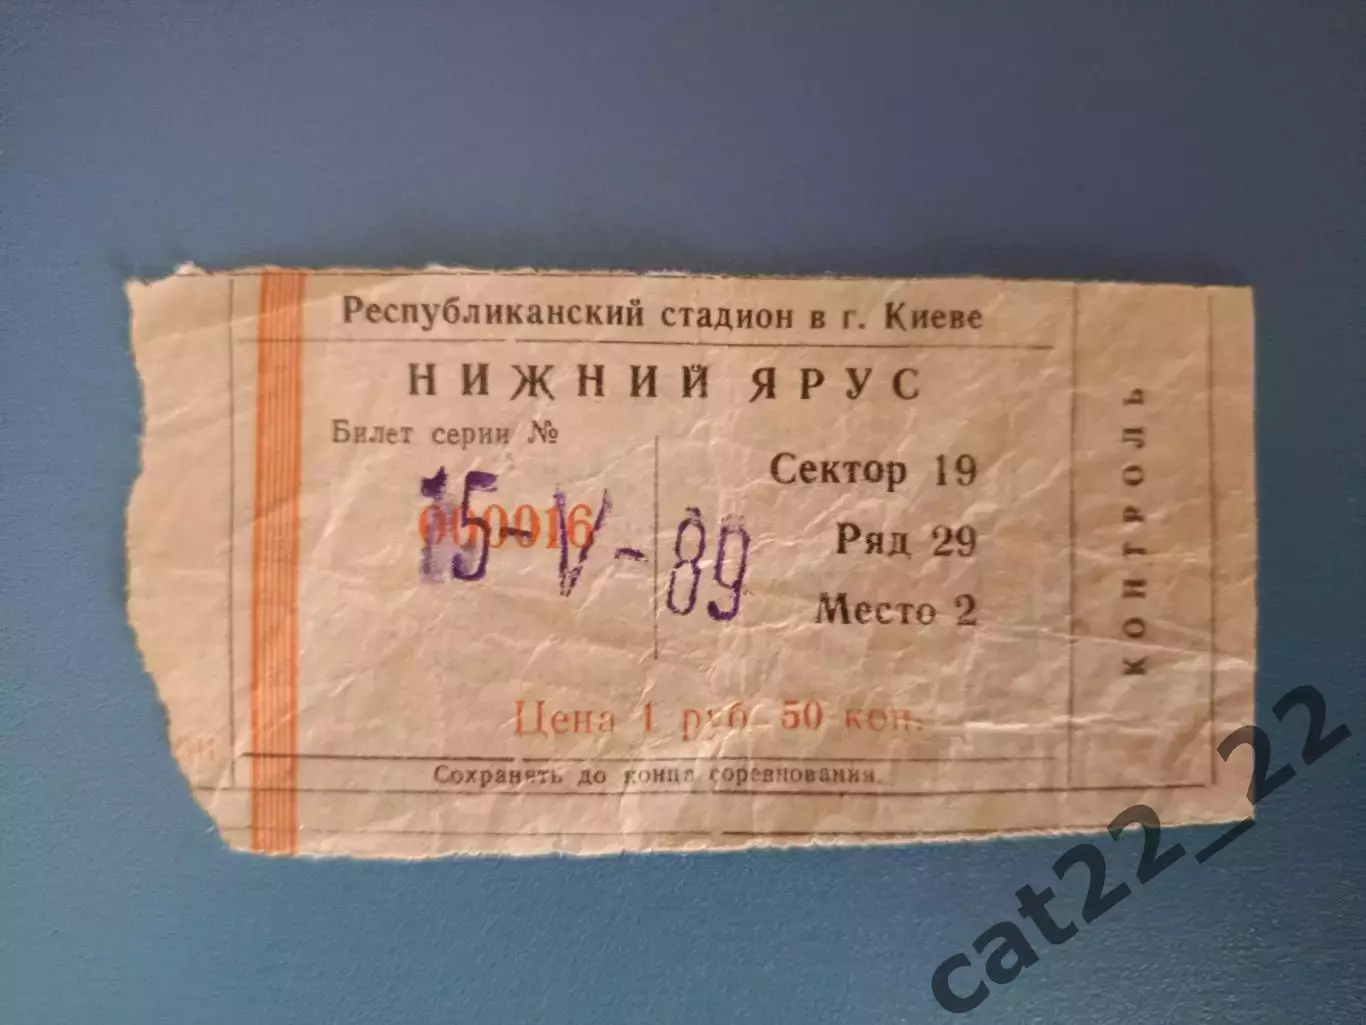 Республиканский стадион в г. Киеве
НИЖНИЙ ЯРУС
Билет серии №
000016
15-V-89
Сектор 19
Ряд 29
Место 2
Цена 1 руб. 50 коп.
Сохранять до конца соревнования.
КОНТРОЛЬ
cat22_22